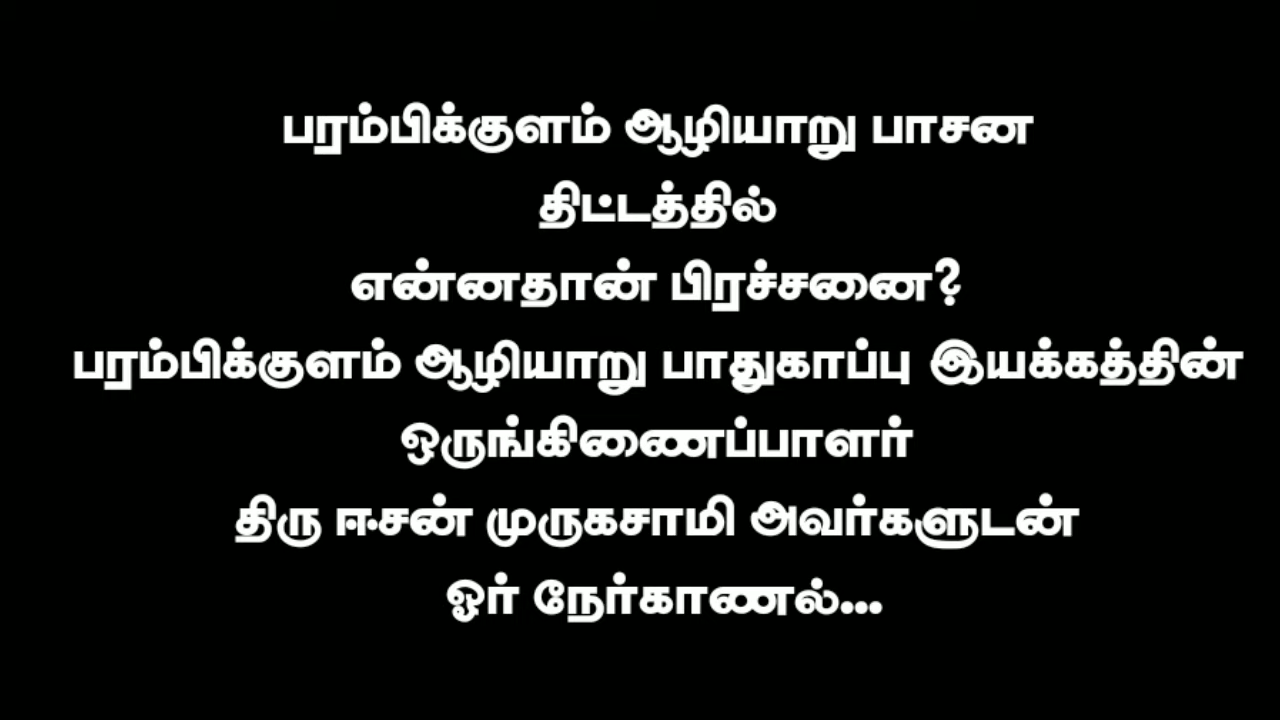 பரம்பிக்குளம் ஆழியாறு பாசன
திட்டத்தில்
என்னதான் பிரச்சனை?
பரம்பிக்குளம் ஆழியாறு பாதுகாப்பு இயக்கத்தின்
ஒருங்கிணைப்பாளர்
திரு ஈசன் முருகசாமி அவர்களுடன்
ஓர் நேர்காணல்...